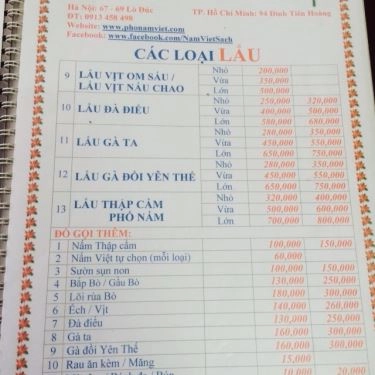 Hà Nội: 67 - 69 Lò Đúc
ĐT: 0913 458 498
TP. Hồ Chí Minh: 94 Đinh Tiên Hoàng
Website: www.phonamviet.com
Facebook: www.facebook.com/NamVietSach
CÁC LOẠI LẨU
9 LẨU VỊT OM SẤU / LẨU VỊT NẤU CHAO
Nhỏ 200,000
Vừa 350,000
Lớn 500,000
10 LẨU ĐÀ ĐIỂU
Nhỏ 250,000 320,000
Vừa 400,000 500,000
Lớn 580,000 680,000
11 LẨU GÀ TA
Nhỏ 280,000 350,000
Vừa 450,000 550,000
Lớn 650,000 750,000
12 LẨU GÀ ĐỒI YÊN THẾ
Nhỏ 280,000 350,000
Vừa 450,000 550,000
Lớn 650,000 750,000
13 LẨU THẬP CẨM PHỐ NẤM
Nhỏ 320,000 400,000
Vừa 500,000 600,000
Lớn 700,000 800,000
ĐỒ GỌI THÊM:
1 Nấm Thập cẩm 100,000 150,000
2 Nấm Việt tự chọn (mỗi loại) 60,000
3 Sườn sụn non 100,000 150,000
4 Bắp Bò / Gầu Bò 130,000 250,000
5 Lõi rùa Bò 180,000 300,000
6 Ếch / Vịt 140,000 260,000
7 Đà điểu 130,000 250,000
8 Gà ta 160,000 300,000
9 Gà đồi Yên Thế 160,000 300,000
10 Rau ăn kèm / Măng 15,000
10,000 20,000